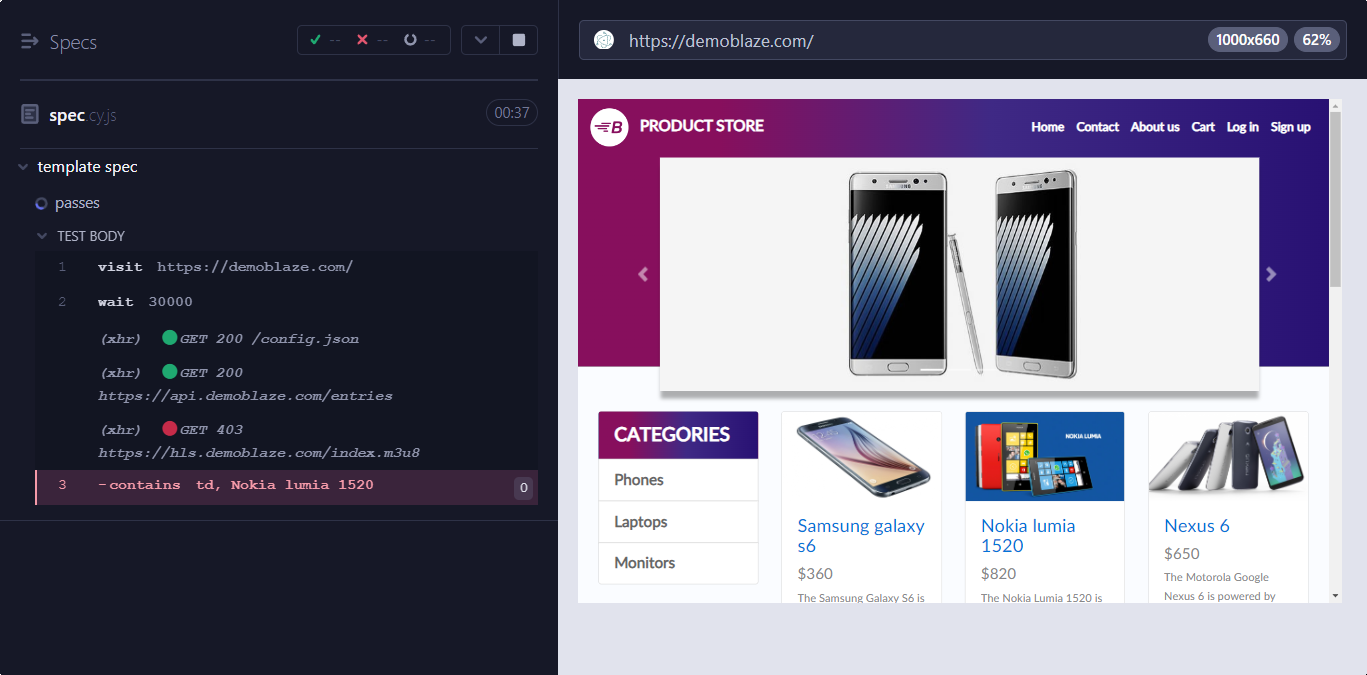 Specs
-- -- --
spec.cy.js
00:37
template spec
passes
TEST BODY
1 visit https://demoblaze.com/
2 wait 30000
(xhr) GET 200 /config.json
(xhr) GET 200
https://api.demoblaze.com/entries
(xhr) GET 403
https://hls.demoblaze.com/index.m3u8
3 -contains td, Nokia lumia 1520 0
https://demoblaze.com/ 1000x660 62%
B PRODUCT STORE Home Contact About us Cart Log in Sign up
SAMSUNG SAMSUNG
CATEGORIES
Phones
Laptops
Monitors
Samsung galaxy
s6
$360
The Samsung Galaxy S6 is
NOKIA LUMIA
Nokia lumia
1520
$820
The Nokia Lumia 1520 is
Nexus 6
$650
The Motorola Google
Nexus 6 is powered by